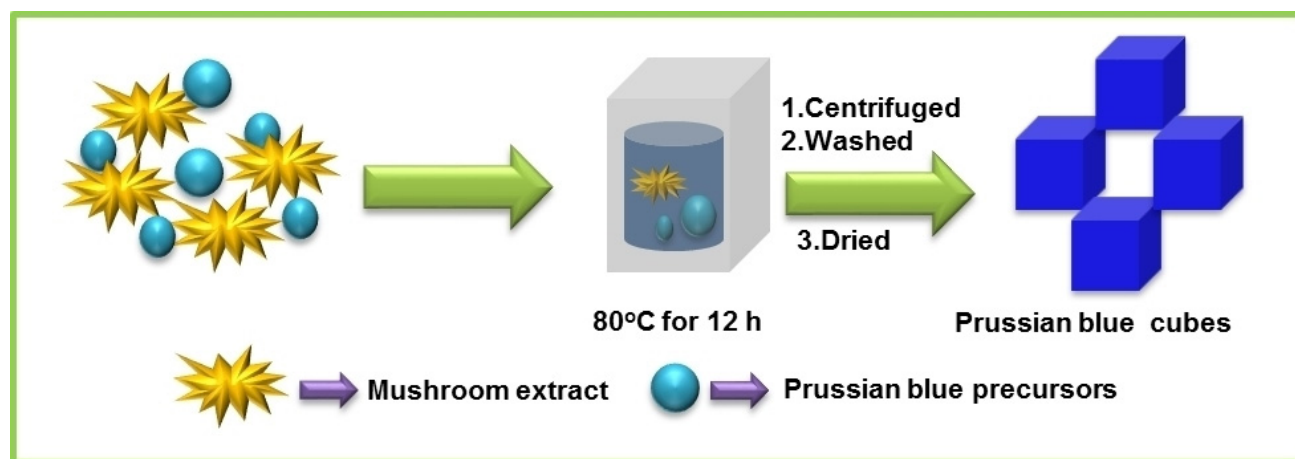 1.Centrifuged
2.Washed
3.Dried
80°C for 12 h
Prussian blue cubes
Mushroom extract
Prussian blue precursors